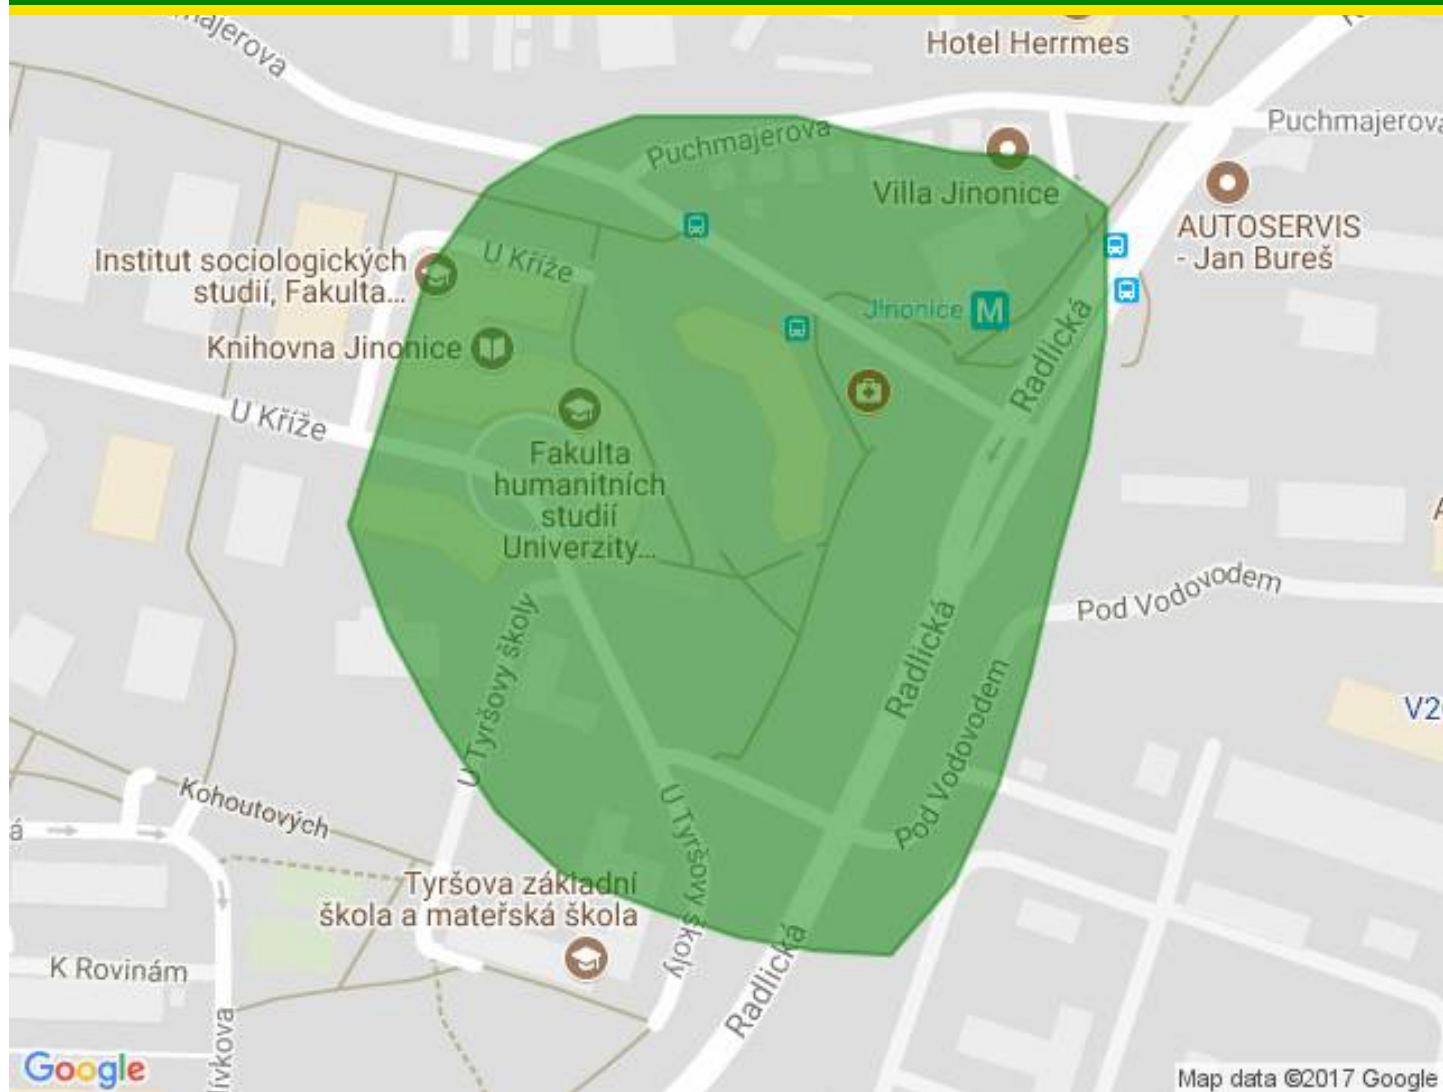 Hotel Herrmes
Puchmajerova
Puchmajerova
Villa Jinonice
AUTOSERVIS
- Jan Bureš
Institut sociologických
studií, Fakulta...
U Kříže
Jinonice M
Knihovna Jinonice
Radlická
U Kříže
Fakulta
humanitních
studií
Univerzity...
Pod Vodovodem
U Tyršovy školy
Radlická
Pod Vodovodem
Kohoutových
U Tyršovy školy
Tyršova základní
škola a mateřská škola
K Rovinám
Radlická
Google
Map data ©2017 Google